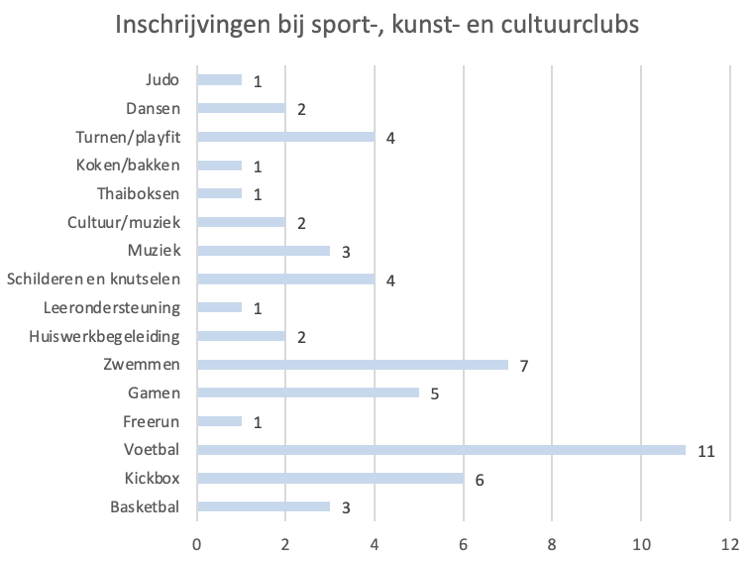 Inschrijvingen bij sport-, kunst- en cultuurclubs
Judo 1
Dansen 2
Turnen/playfit 4
Koken/bakken 1
Thaiboksen 1
Cultuur/muziek 2
Muziek 3
Schilderen en knutselen 4
Leerondersteuning 1
Huiswerkbegeleiding 2
Zwemmen 7
Gamen 5
Freerun 1
Voetbal 11
Kickbox 6
Basketbal 3
0 2 4 6 8 10 12